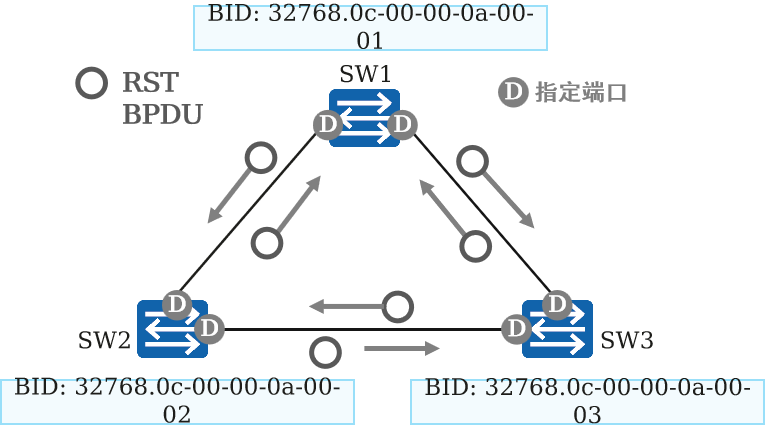 BID: 32768.0c-00-00-0a-00-
01
SW1
RST
BPDU
D 指定端口
D
D
D
D
D
D
SW2
SW3
BID: 32768.0c-00-00-0a-00-
02
BID: 32768.0c-00-00-0a-00-
03